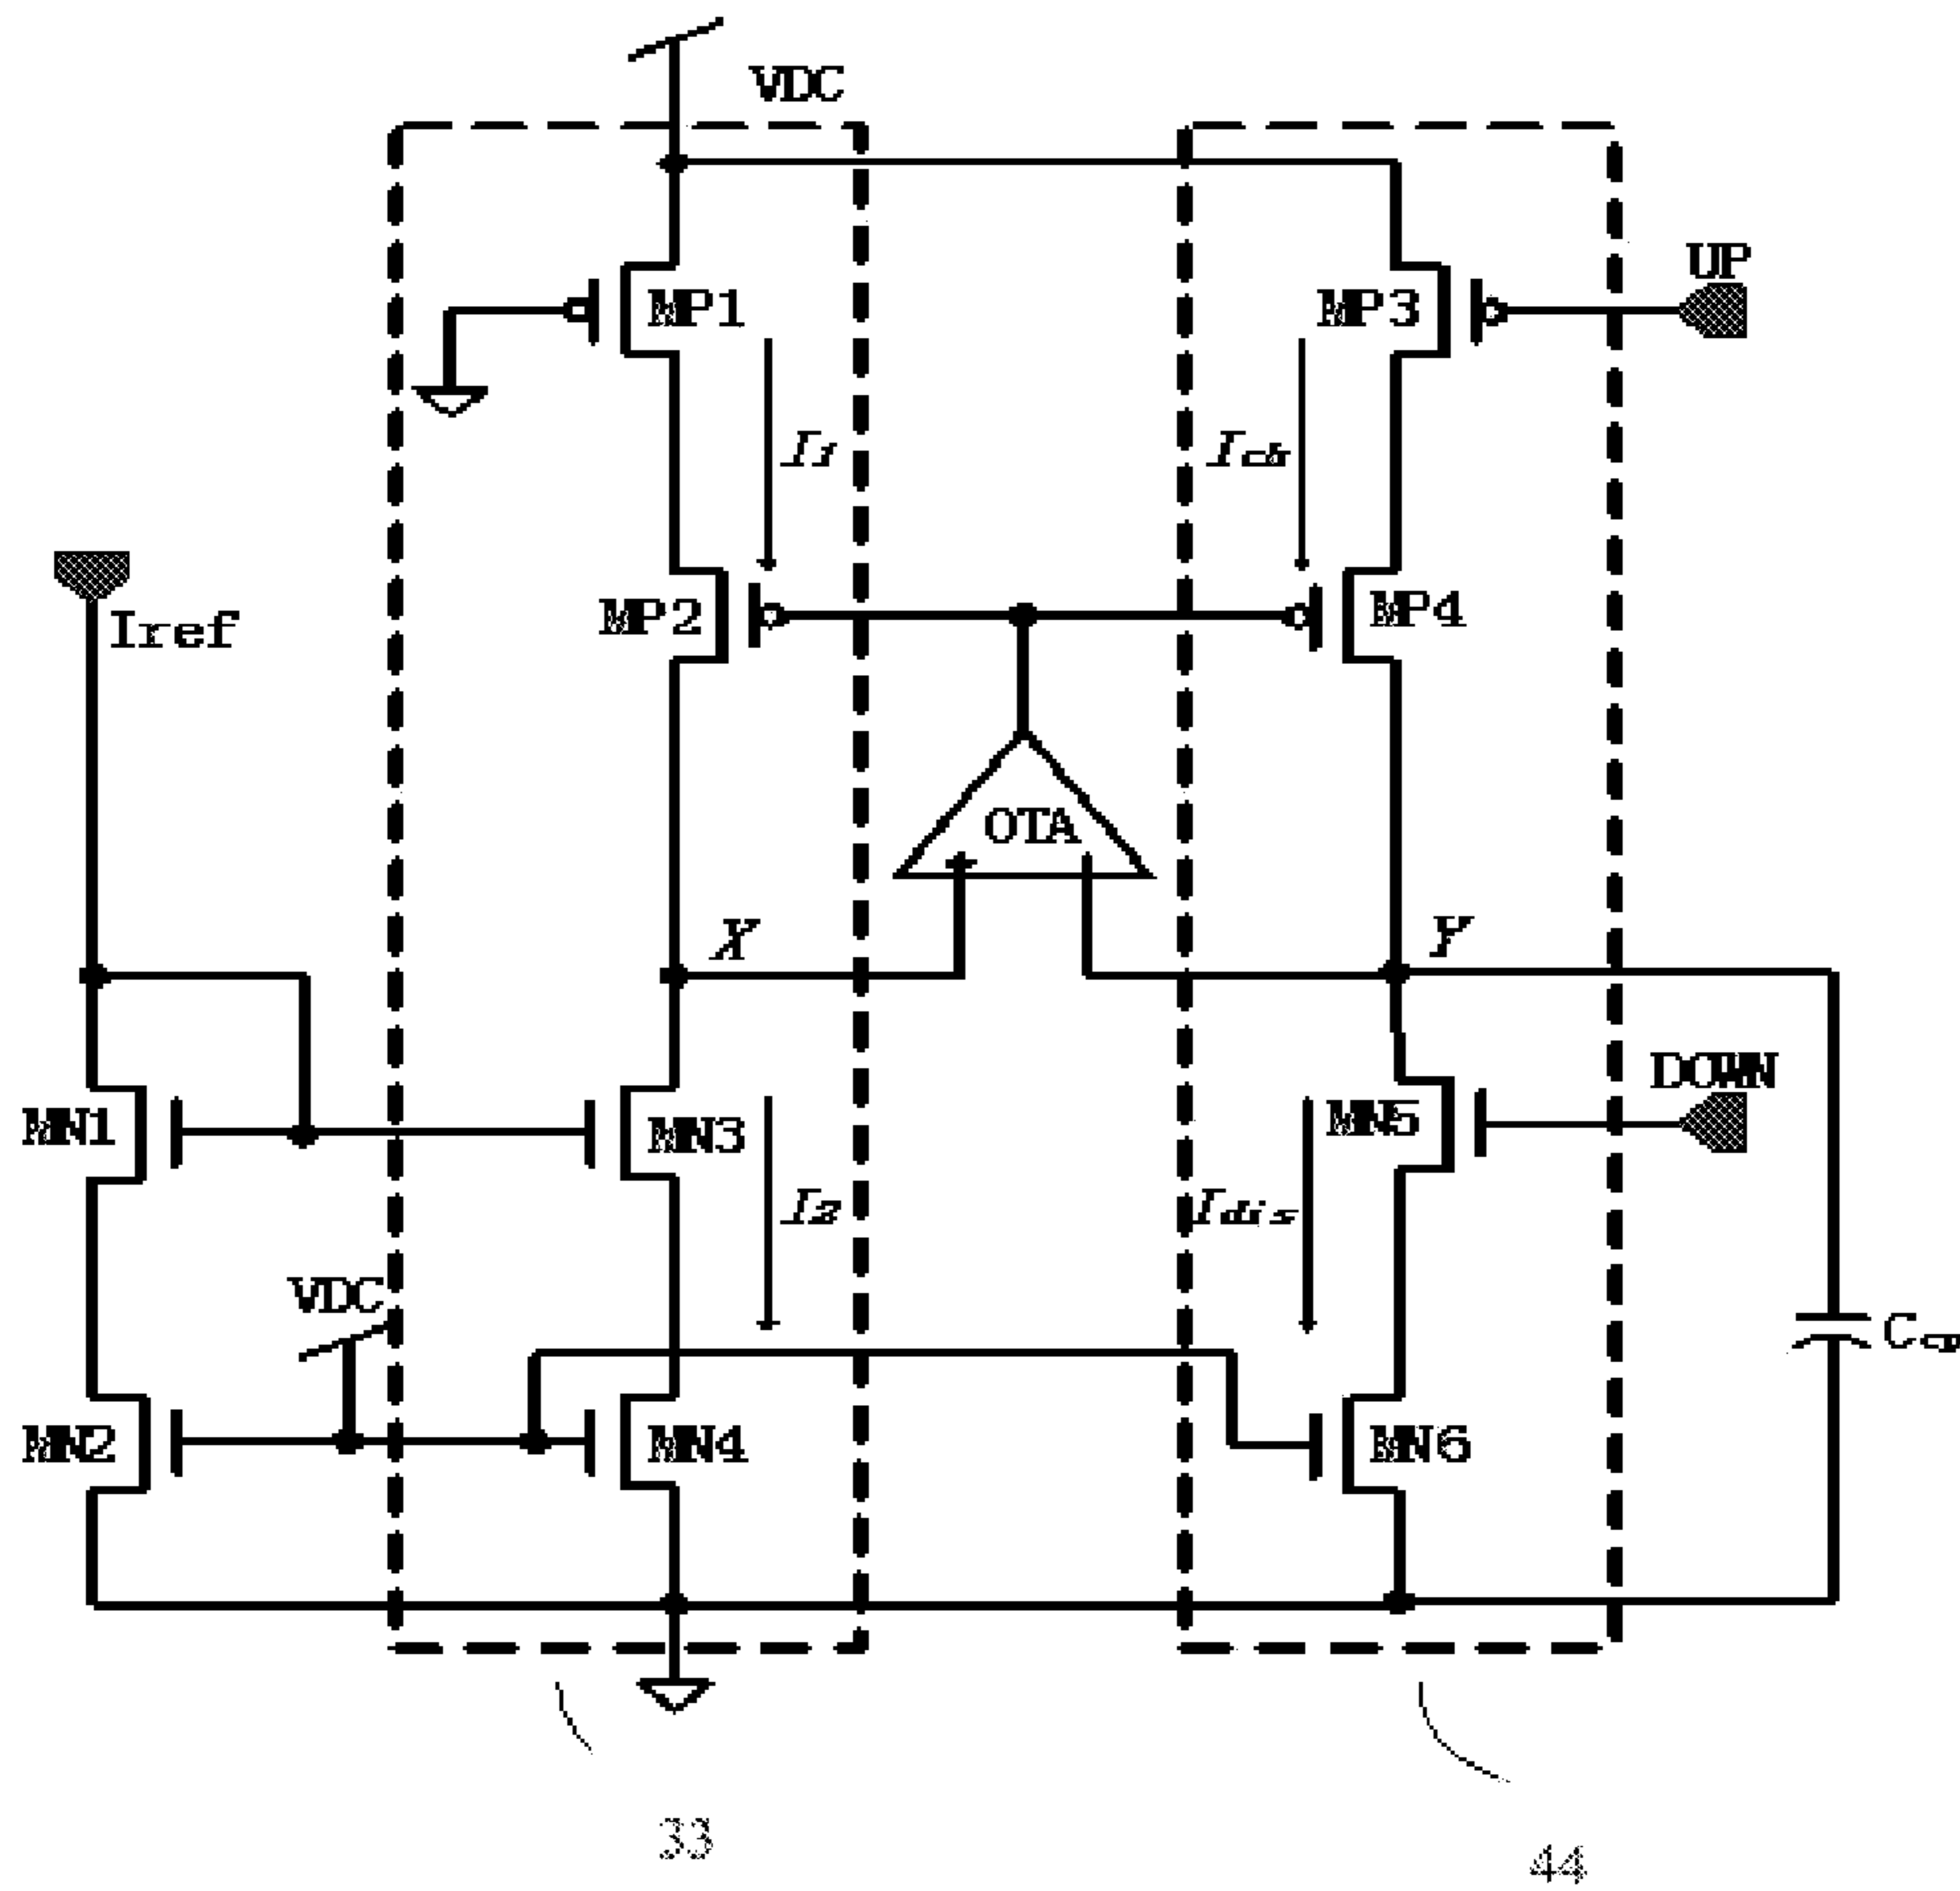 VDC
UP
MP1
MP3
I1
Ich
Iref
MP2
MP4
OTA
X
Y
DOWN
MN1
MN3
MN5
I2
Idis
VDC
Ccp
MN2
MN4
MN6
33
44